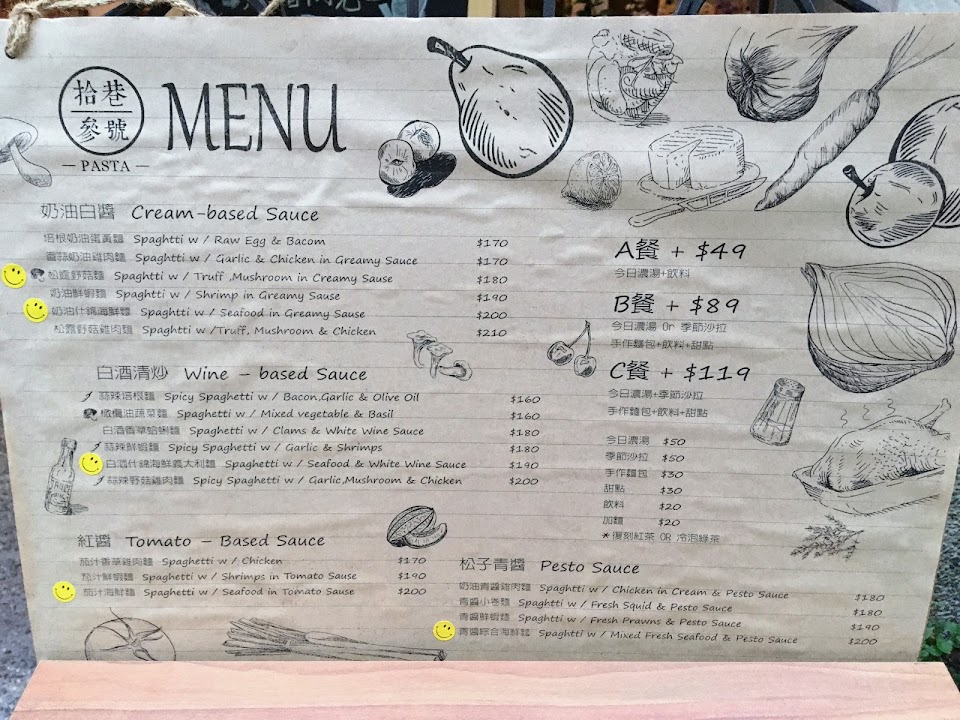 拾巷
參號
PASTA
MENU
奶油白醬 Cream-based Sauce
培根奶油蛋黃麵 Spaghtti w / Raw Egg & Bacom $170
香蒜奶油雞肉麵 Spaghtti w / Garlic & Chicken in Greamy Sauce $170
松露野菇麵 Spaghtti w / Truff ,Mushroom in Creamy Sause $180
奶油鮮蝦麵 Spaghtti w / Shrimp in Greamy Sause $190
奶油什錦海鮮麵 Spaghtti w / Seafood in Greamy Sause $200
松露野菇雞肉麵 Spaghtti w /Truff, Mushroom & Chicken $210
白酒清炒 Wine - based Sauce
蒜辣培根麵 Spicy Spaghetti w / Bacon,Garlic & Olive Oil $160
橄欖油蔬菜麵 Spaghetti w / Mixed vegetable & Basil $160
白酒香草蛤蜊麵 Spaghetti w / Clams & White Wine Sauce $180
蒜辣鮮蝦麵 Spicy Spaghetti w / Garlic & Shrimps $180
白酒什錦海鮮義大利麵 Spaghetti w / Seafood & White Wine Sauce $190
蒜辣野菇雞肉麵 Spicy Spaghetti w / Garlic,Mushroom & Chicken $200
紅醬 Tomato - Based Sauce
茄汁香草雞肉麵 Spaghetti w / Chicken $170
茄汁鮮蝦麵 Spaghetti w / Shrimps in Tomato Sause $190
茄汁海鮮麵 Spaghetti w / Seafood in Tomato Sause $200
A餐 + $49
今日濃湯+飲料
B餐 + $89
今日濃湯 Or 季節沙拉
手作麵包+飲料+甜點
C餐 + $119
今日濃湯+季節沙拉
手作麵包+飲料+甜點
今日濃湯 $50
季節沙拉 $50
手作麵包 $30
甜點 $30
飲料 $20
加麵 $20
*復刻紅茶 OR 冷泡綠茶
松子青醬 Pesto Sauce
奶油青醬雞肉麵 Spaghtti w / Chicken in Cream & Pesto Sauce $180
青醬小卷麵 Spaghtti w / Fresh Squid & Pesto Sauce $180
青醬鮮蝦麵 Spaghtti w / Fresh Prawns & Pesto Sauce $190
青醬綜合海鮮麵 Spaghtti w / Mixed Fresh Seafood & Pesto Sauce $200